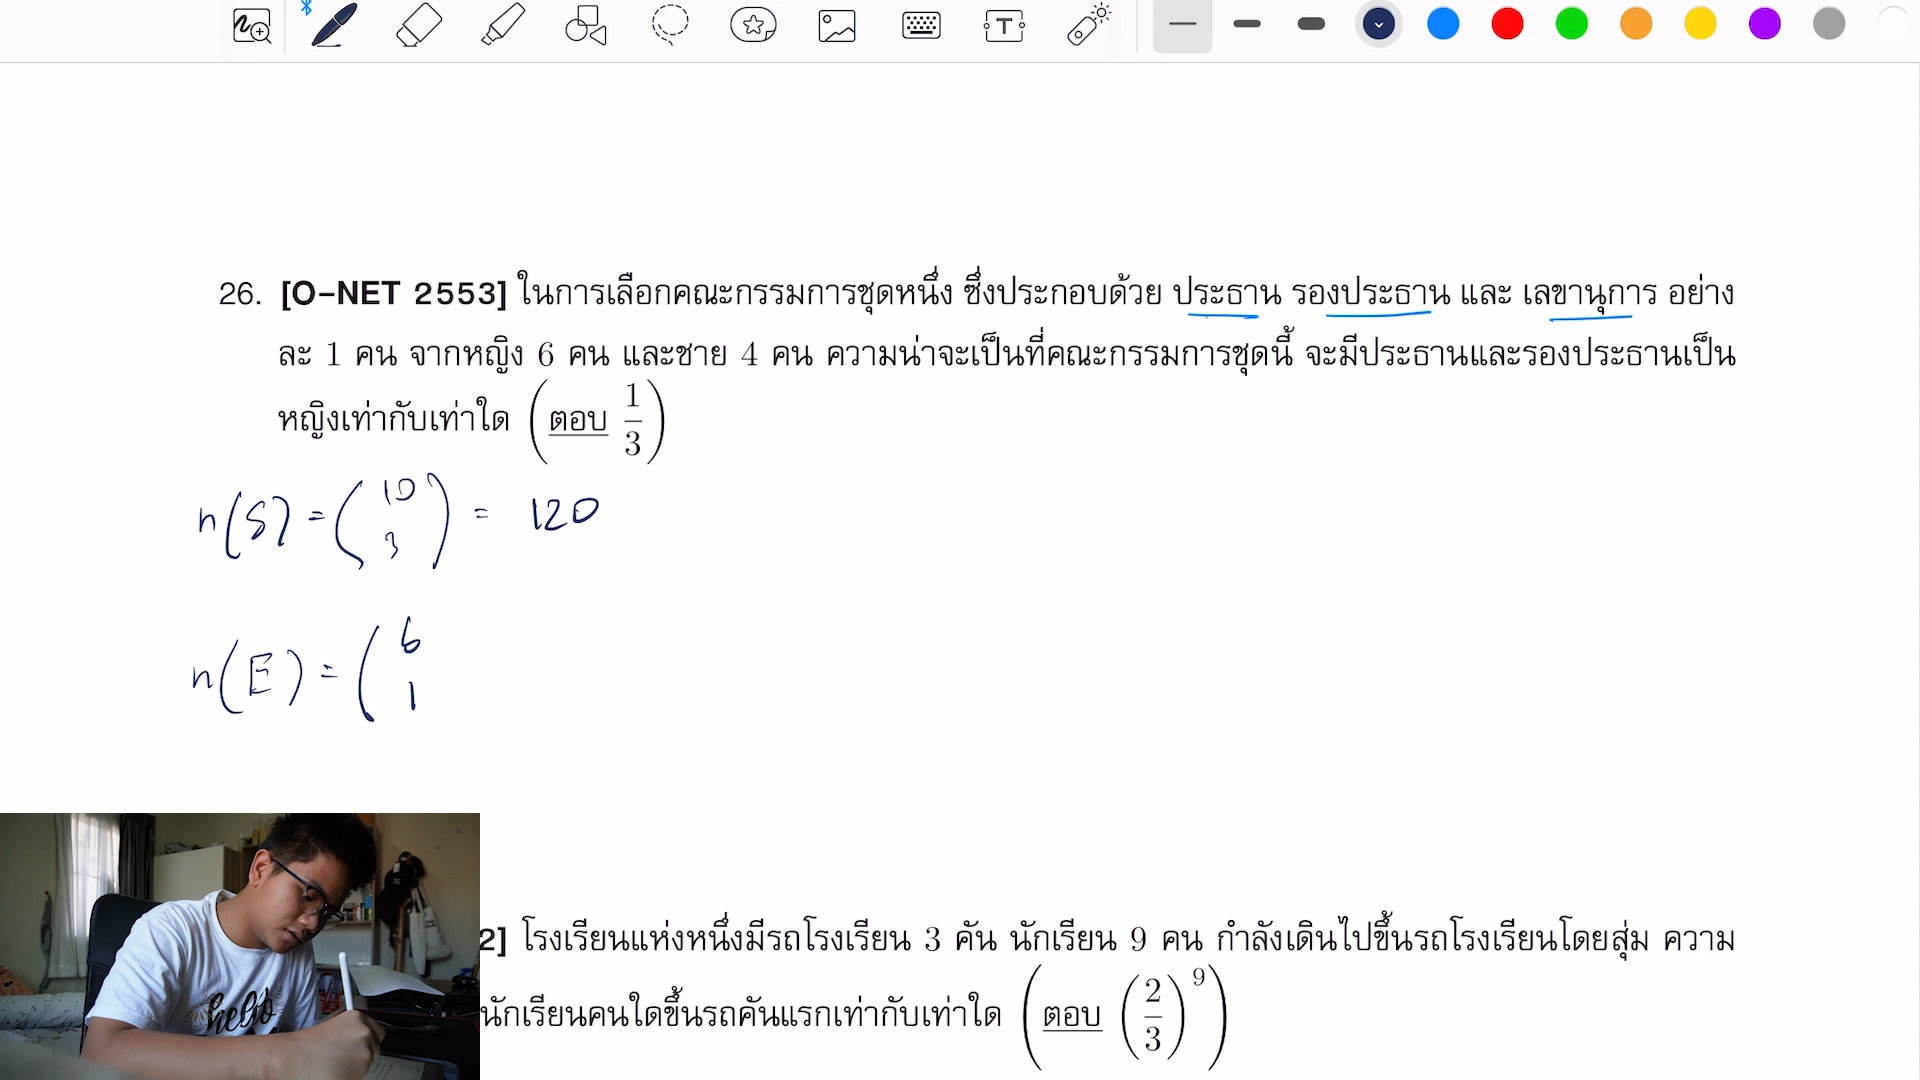 26. [O-NET 2553] ในการเลือกคณะกรรมการชุดหนึ่ง ซึ่งประกอบด้วย ประธาน รองประธาน และ เลขานุการ อย่าง
ละ 1 คน จากหญิง 6 คน และชาย 4 คน ความน่าจะเป็นที่คณะกรรมการชุดนี้ จะมีประธานและรองประธานเป็น
หญิงเท่ากับเท่าใด (ตอบ 1/3)
n(S) = (10 3) = 120
n(E) = (6 1
2] โรงเรียนแห่งหนึ่งมีรถโรงเรียน 3 คัน นักเรียน 9 คน กำลังเดินไปขึ้นรถโรงเรียนโดยสุ่ม ความ
นักเรียนคนใดขึ้นรถคันแรกเท่ากับเท่าใด (ตอบ (2/3)^9)
hello